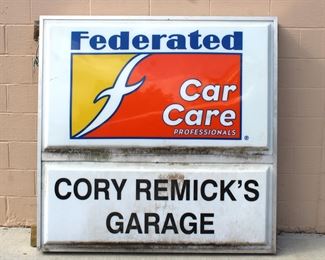 Federated
Car
Care
PROFESSIONALS ®
CORY REMICK'S
GARAGE